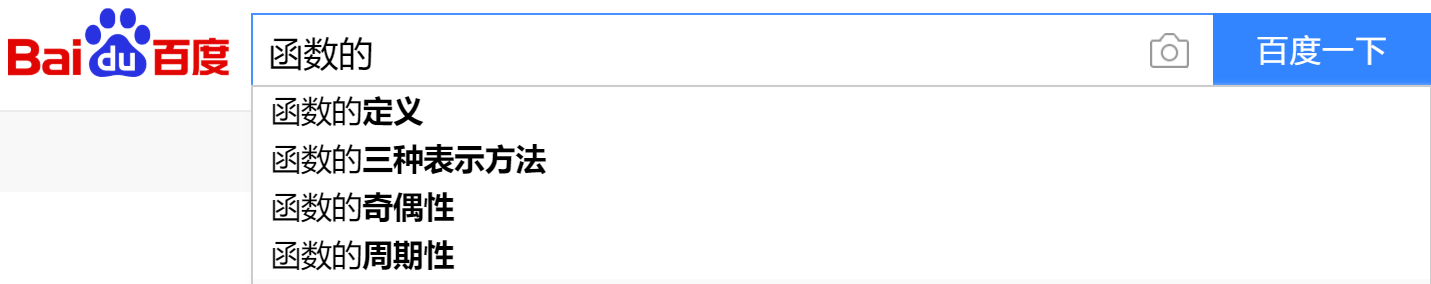 Bai du 百度
函数的
百度一下
函数的定义
函数的三种表示方法
函数的奇偶性
函数的周期性